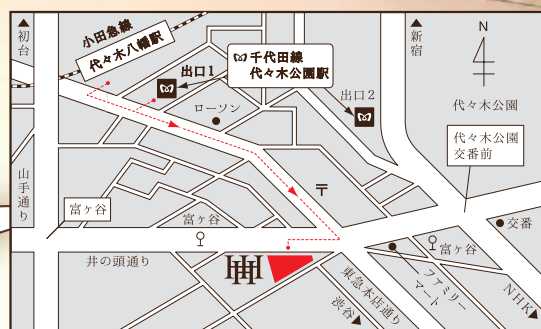 ▲
初台
小田急線
代々木八幡駅
出口1
千代田線
代々木公園駅
出口2
▲
新宿
N
代々木公園
代々木公園
交番前
ローソン
〒
山手通り
富ヶ谷
富ヶ谷
井の頭通り
交番
富ヶ谷
ファミリー
マート
東急本店通り
渋谷▲
NHK▲